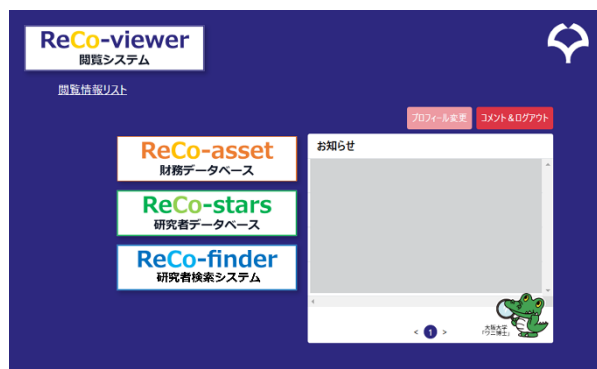 ReCo-viewer
閲覧システム
閲覧情報リスト
プロフィール変更
コメント&ログアウト
ReCo-asset
財務データベース
ReCo-stars
研究者データベース
ReCo-finder
研究者検索システム
お知らせ
< 1 >
大阪大学
「ワニ博士」